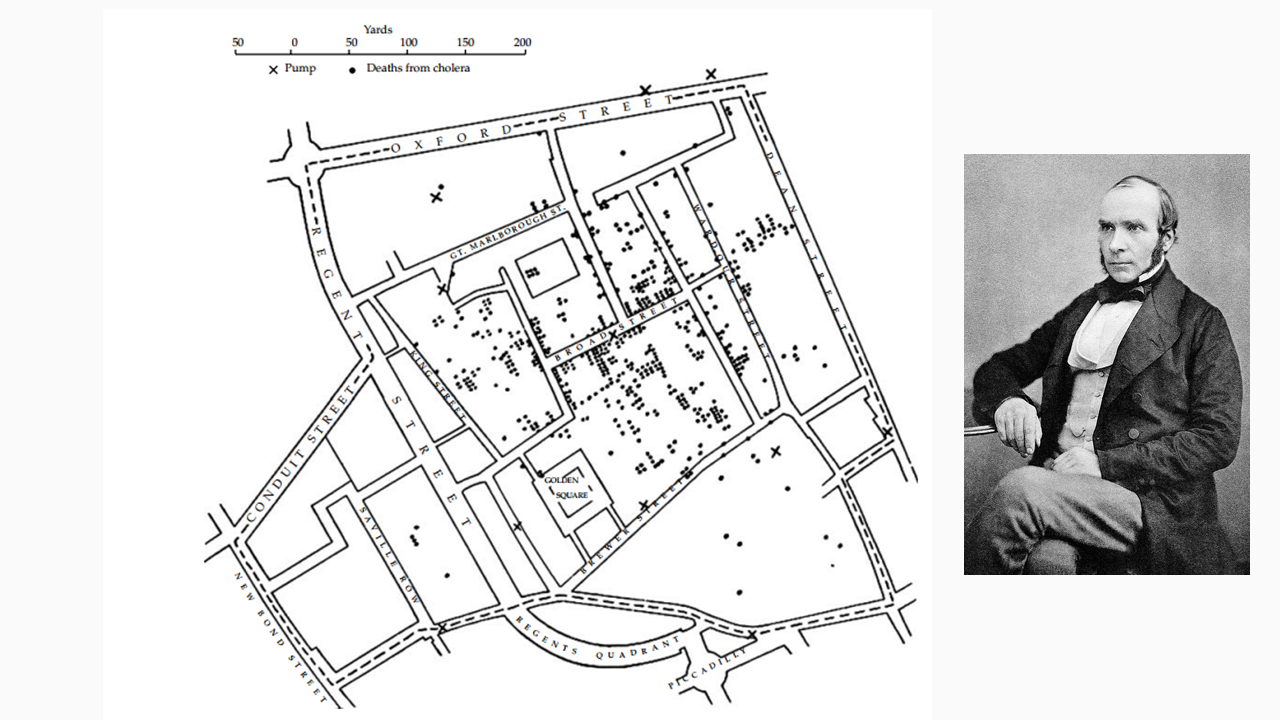 Yards
50 0 50 100 150 200
Pump Deaths from cholera
OXFORD STREET
REGENT STREET
GT. MARLBOROUGH ST.
WARDOUR STREET
DEAN STREET
BROAD STREET
KING STREET
CONDUIT STREET
GOLDEN
SQUARE
SAVILLE ROW
BREWER STREET
NEW BOND STREET
REGENTS QUADRANT
PICCADILLY